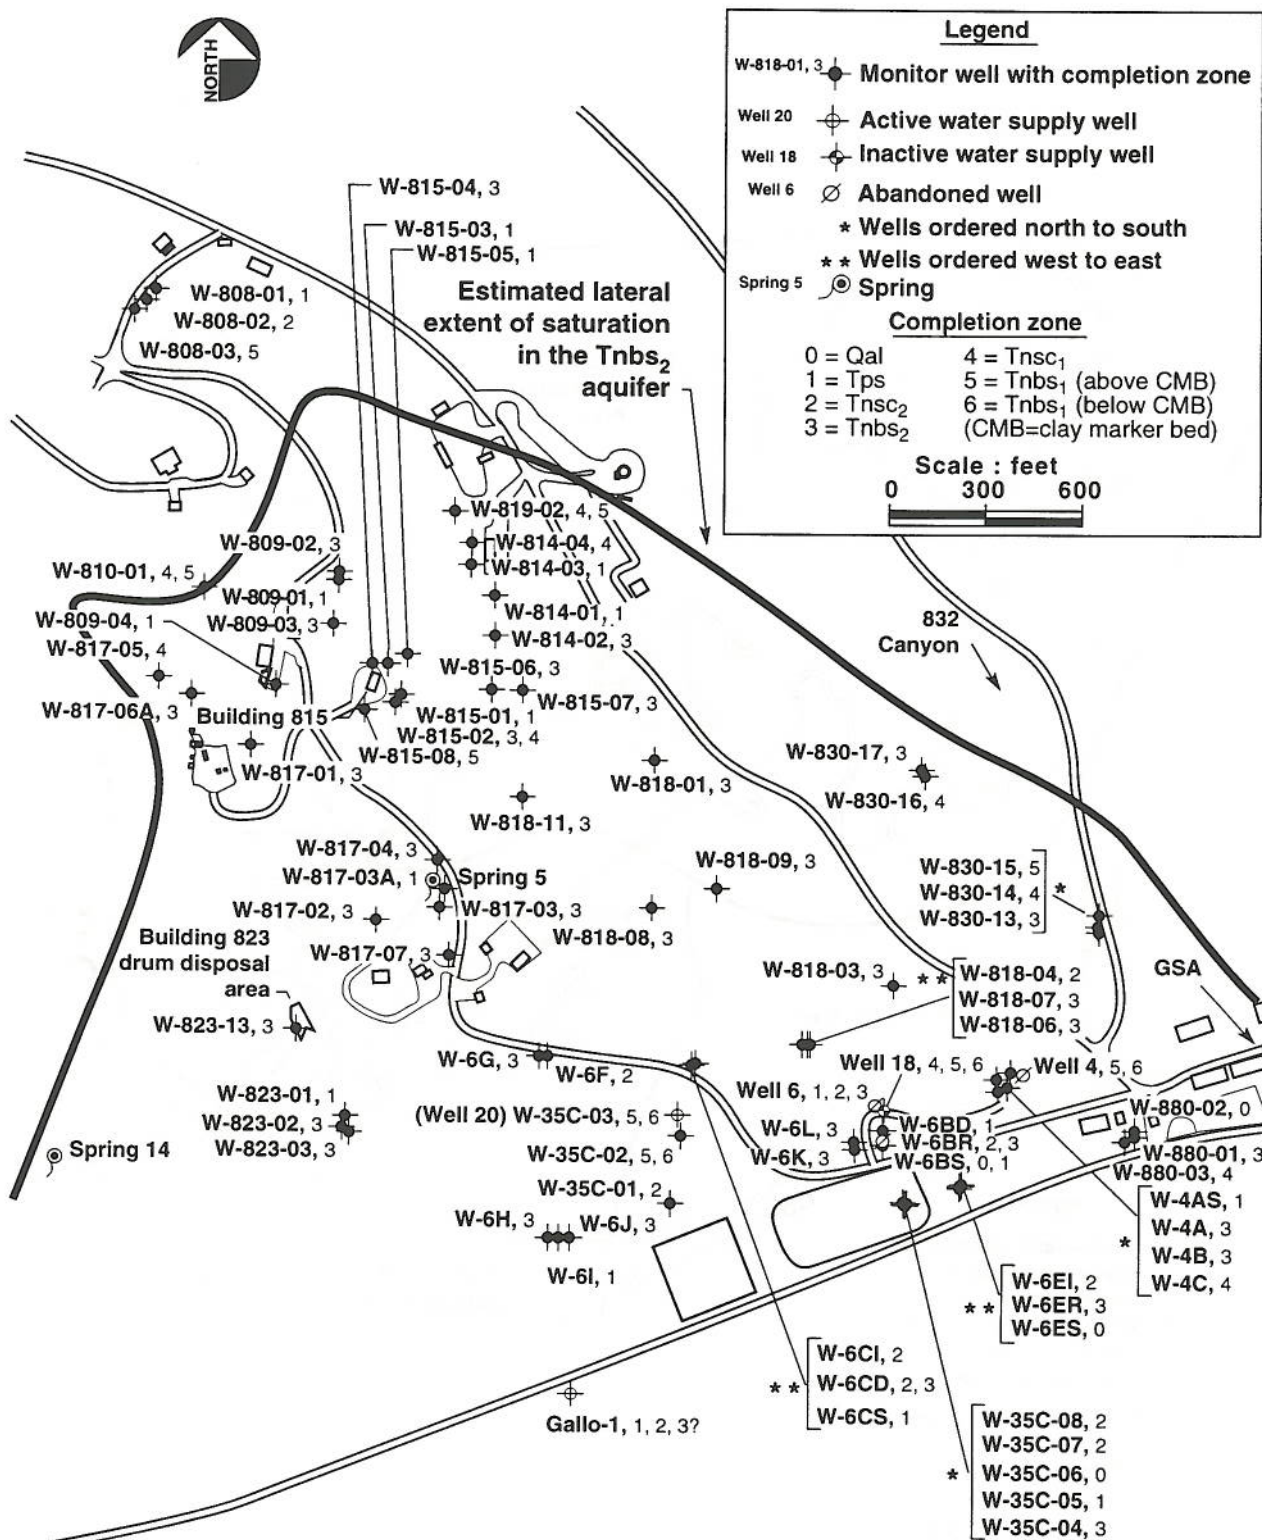 NORTH
Legend
W-818-01, 3 Monitor well with completion zone
Well 20 Active water supply well
Well 18 Inactive water supply well
Well 6 Abandoned well
* Wells ordered north to south
** Wells ordered west to east
Spring 5 Spring
Completion zone
0 = Qal 4 = Tnsc₁
1 = Tps 5 = Tnbs₁ (above CMB)
2 = Tnsc₂ 6 = Tnbs₁ (below CMB)
3 = Tnbs₂ (CMB=clay marker bed)
Scale : feet
0 300 600
W-815-04, 3
W-815-03, 1
W-815-05, 1
Estimated lateral
extent of saturation
in the Tnbs₂
aquifer
W-808-01, 1
W-808-02, 2
W-808-03, 5
W-819-02, 4, 5
W-809-02, 3
W-814-04, 4
W-814-03, 1
W-810-01, 4, 5
W-809-01, 1
W-814-01, 1
W-809-04, 1
W-809-03, 3
W-814-02, 3
832
Canyon
W-817-05, 4
W-815-06, 3
W-817-06A, 3
Building 815
W-815-01, 1
W-815-07, 3
W-815-02, 3, 4
W-815-08, 5
W-817-01, 3
W-818-01, 3
W-830-17, 3
W-830-16, 4
W-818-11, 3
W-817-04, 3
W-817-03A, 1
Spring 5
W-818-09, 3
W-830-15, 5
W-830-14, 4
*
W-830-13, 3
W-817-02, 3
W-817-03, 3
W-818-08, 3
Building 823
drum disposal
area
W-817-07, 3
W-818-03, 3
**
W-818-04, 2
W-818-07, 3
W-818-06, 3
GSA
W-823-13, 3
W-6G, 3
W-6F, 2
Well 18, 4, 5, 6
Well 4, 5, 6
Well 6, 1, 2, 3
W-823-01, 1
W-823-02, 3
W-823-03, 3
(Well 20) W-35C-03, 5, 6
W-35C-02, 5, 6
W-6L, 3
W-6K, 3
W-6BD, 1
W-6BR, 2, 3
W-6BS, 0, 1
W-880-02, 0
W-880-01, 3
W-880-03, 4
Spring 14
W-35C-01, 2
W-6H, 3
W-6J, 3
W-6I, 1
*
W-4AS, 1
W-4A, 3
W-4B, 3
W-4C, 4
**
W-6EI, 2
W-6ER, 3
W-6ES, 0
**
W-6CI, 2
W-6CD, 2, 3
W-6CS, 1
Gallo-1, 1, 2, 3?
*
W-35C-08, 2
W-35C-07, 2
W-35C-06, 0
W-35C-05, 1
W-35C-04, 3